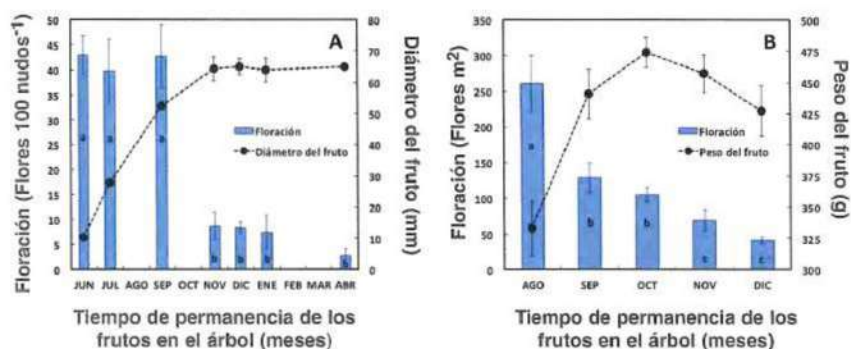 A
Floración (Flores 100 nudos-1)
50
45
40
35
30
25
20
15
10
5
0
80
70
60
50
40
30
20
10
0
Diámetro del fruto (mm)
Floración
Diámetro del fruto
a
a
a
b
b
b
b
JUN JUL AGO SEP OCT NOV DIC ENE FEB MAR ABR
Tiempo de permanencia de los
frutos en el árbol (meses)
B
Floración (Flores m2)
350
300
250
200
150
100
50
0
500
475
450
425
400
375
350
325
300
Peso del fruto (g)
Floración
Peso del fruto
a
b
b
c
c
AGO SEP OCT NOV DIC
Tiempo de permanencia de los
frutos en el árbol (meses)